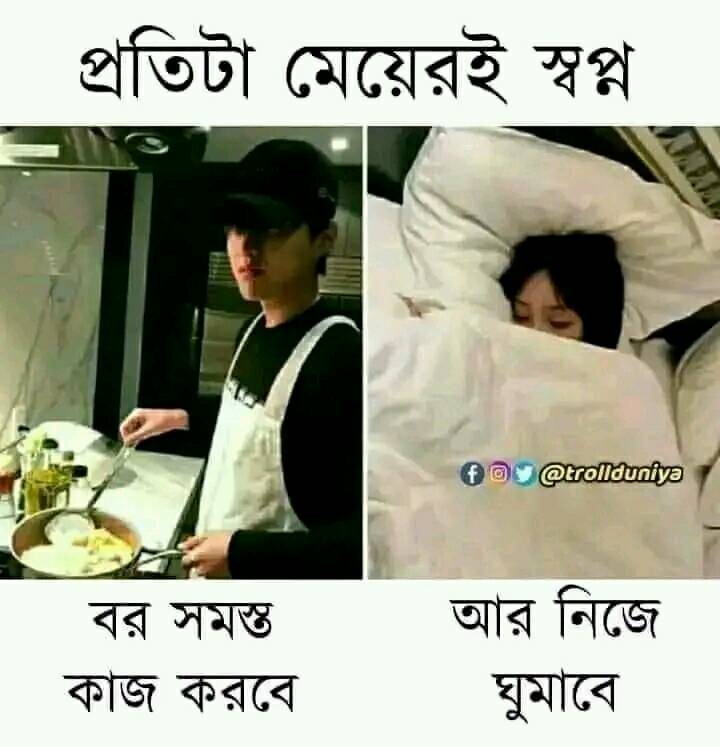 প্রতিটা মেয়েরই স্বপ্ন
@trollduniya
বর সমস্ত
কাজ করবে
আর নিজে
ঘুমাবে